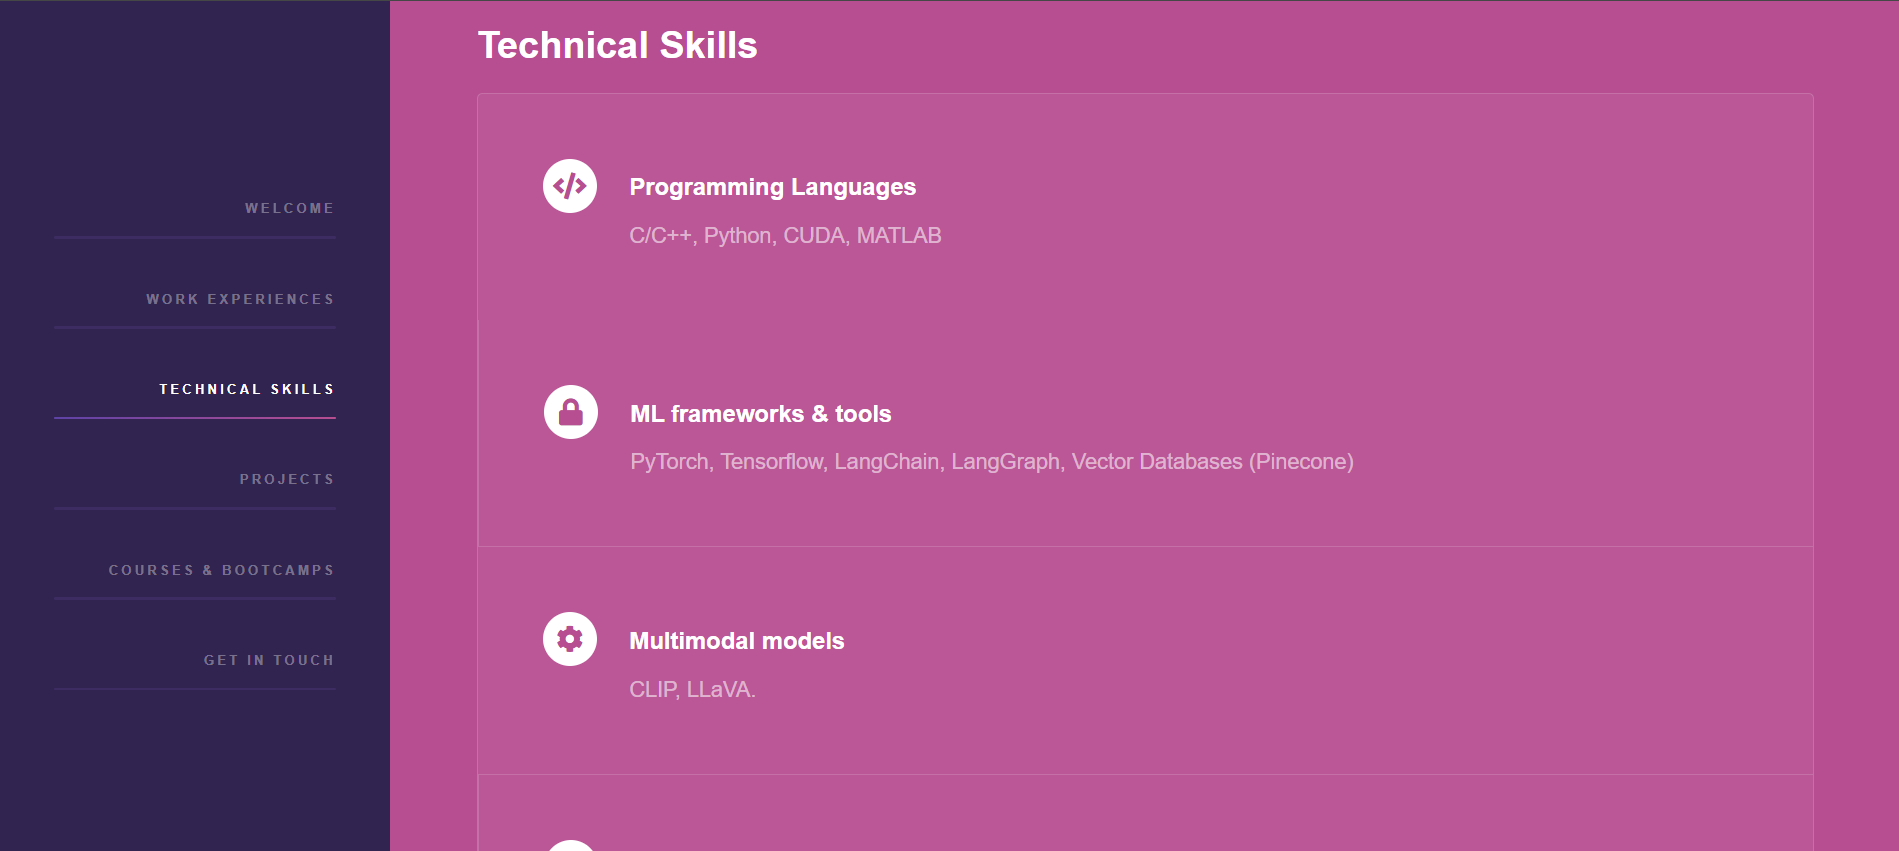 WELCOME
WORK EXPERIENCES
TECHNICAL SKILLS
PROJECTS
COURSES & BOOTCAMPS
GET IN TOUCH
Technical Skills
Programming Languages
C/C++, Python, CUDA, MATLAB
ML frameworks & tools
PyTorch, Tensorflow, LangChain, LangGraph, Vector Databases (Pinecone)
Multimodal models
CLIP, LLaVA.